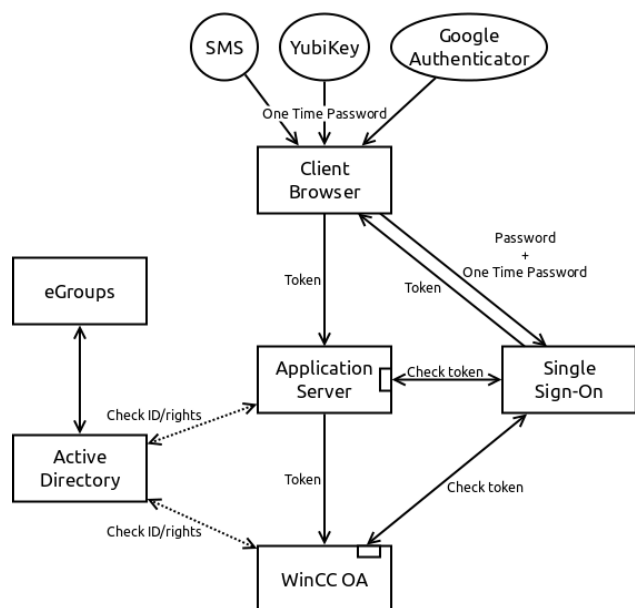 SMS
YubiKey
Google
Authenticator
One Time Password
Client
Browser
Password
+
One Time Password
Token
Token
eGroups
Application
Server
Check token
Single
Sign-On
Check ID/rights
Active
Directory
Token
Check token
Check ID/rights
WinCC OA